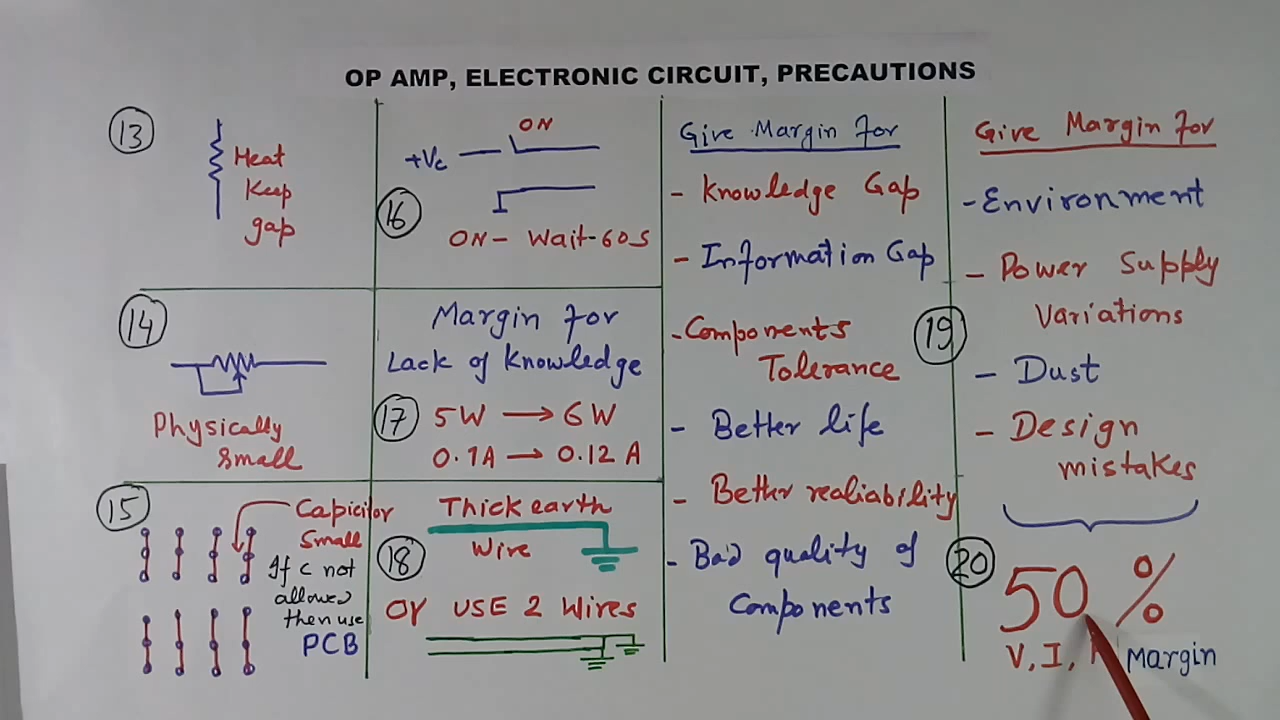 OP AMP, ELECTRONIC CIRCUIT, PRECAUTIONS
13
Heat
Keep
gap
14
Physically
small
15
Capicitor
Small
If C not
allowed
then use
PCB
ON
+Vc
16
ON- Wait-60S
Margin for
Lack of knowledge
17
5W → 6W
0.1A → 0.12 A
Thick earth
Wire
18
Or USE 2 Wires
Give Margin for
- Knowledge Gap
- Information Gap
- Components
Tolerance
- Better life
- Better realiability
- Bad quality of
Components
Give Margin for
- Environment
- Power Supply
Variations
19
- Dust
- Design
mistakes
20
50 %
V, I, Margin